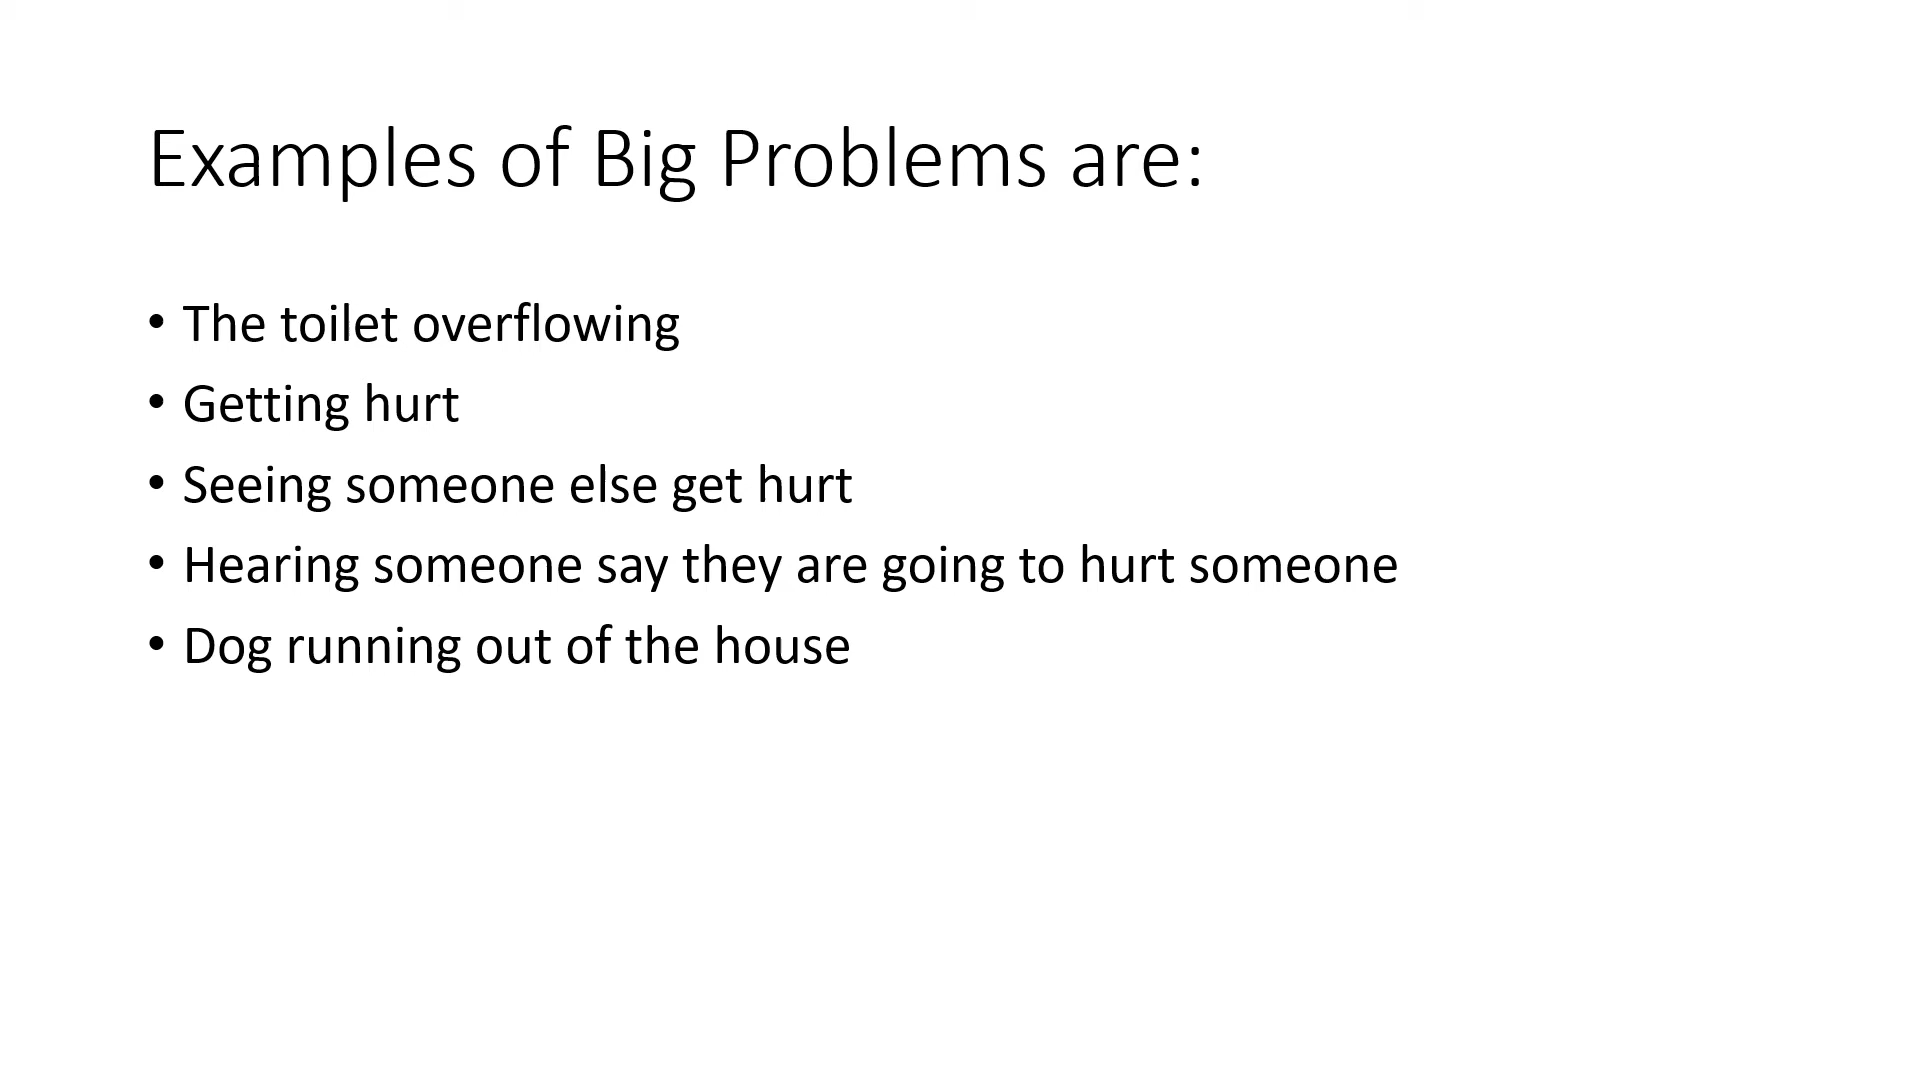 Examples of Big Problems are:
• The toilet overflowing
• Getting hurt
• Seeing someone else get hurt
• Hearing someone say they are going to hurt someone
• Dog running out of the house